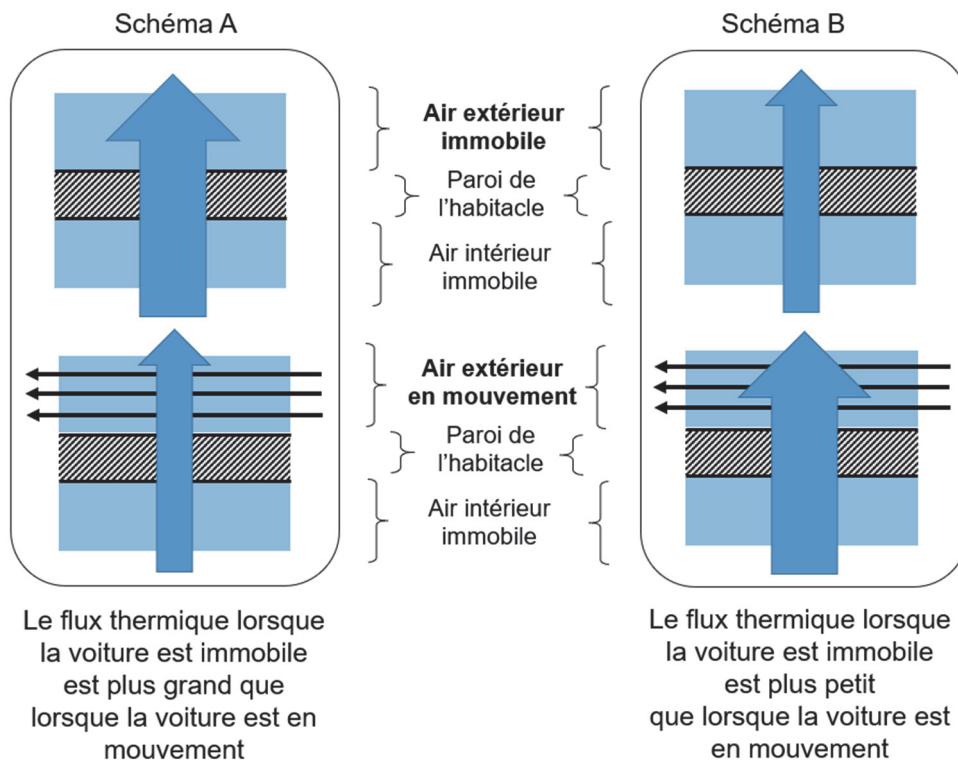 Schéma A
Schéma B
Air extérieur
immobile
Paroi de
l'habitacle
Air intérieur
immobile
Air extérieur
en mouvement
Paroi de
l'habitacle
Air intérieur
immobile
Le flux thermique lorsque
la voiture est immobile
est plus grand que
lorsque la voiture est en
mouvement
Le flux thermique lorsque
la voiture est immobile
est plus petit
que lorsque la voiture est
en mouvement